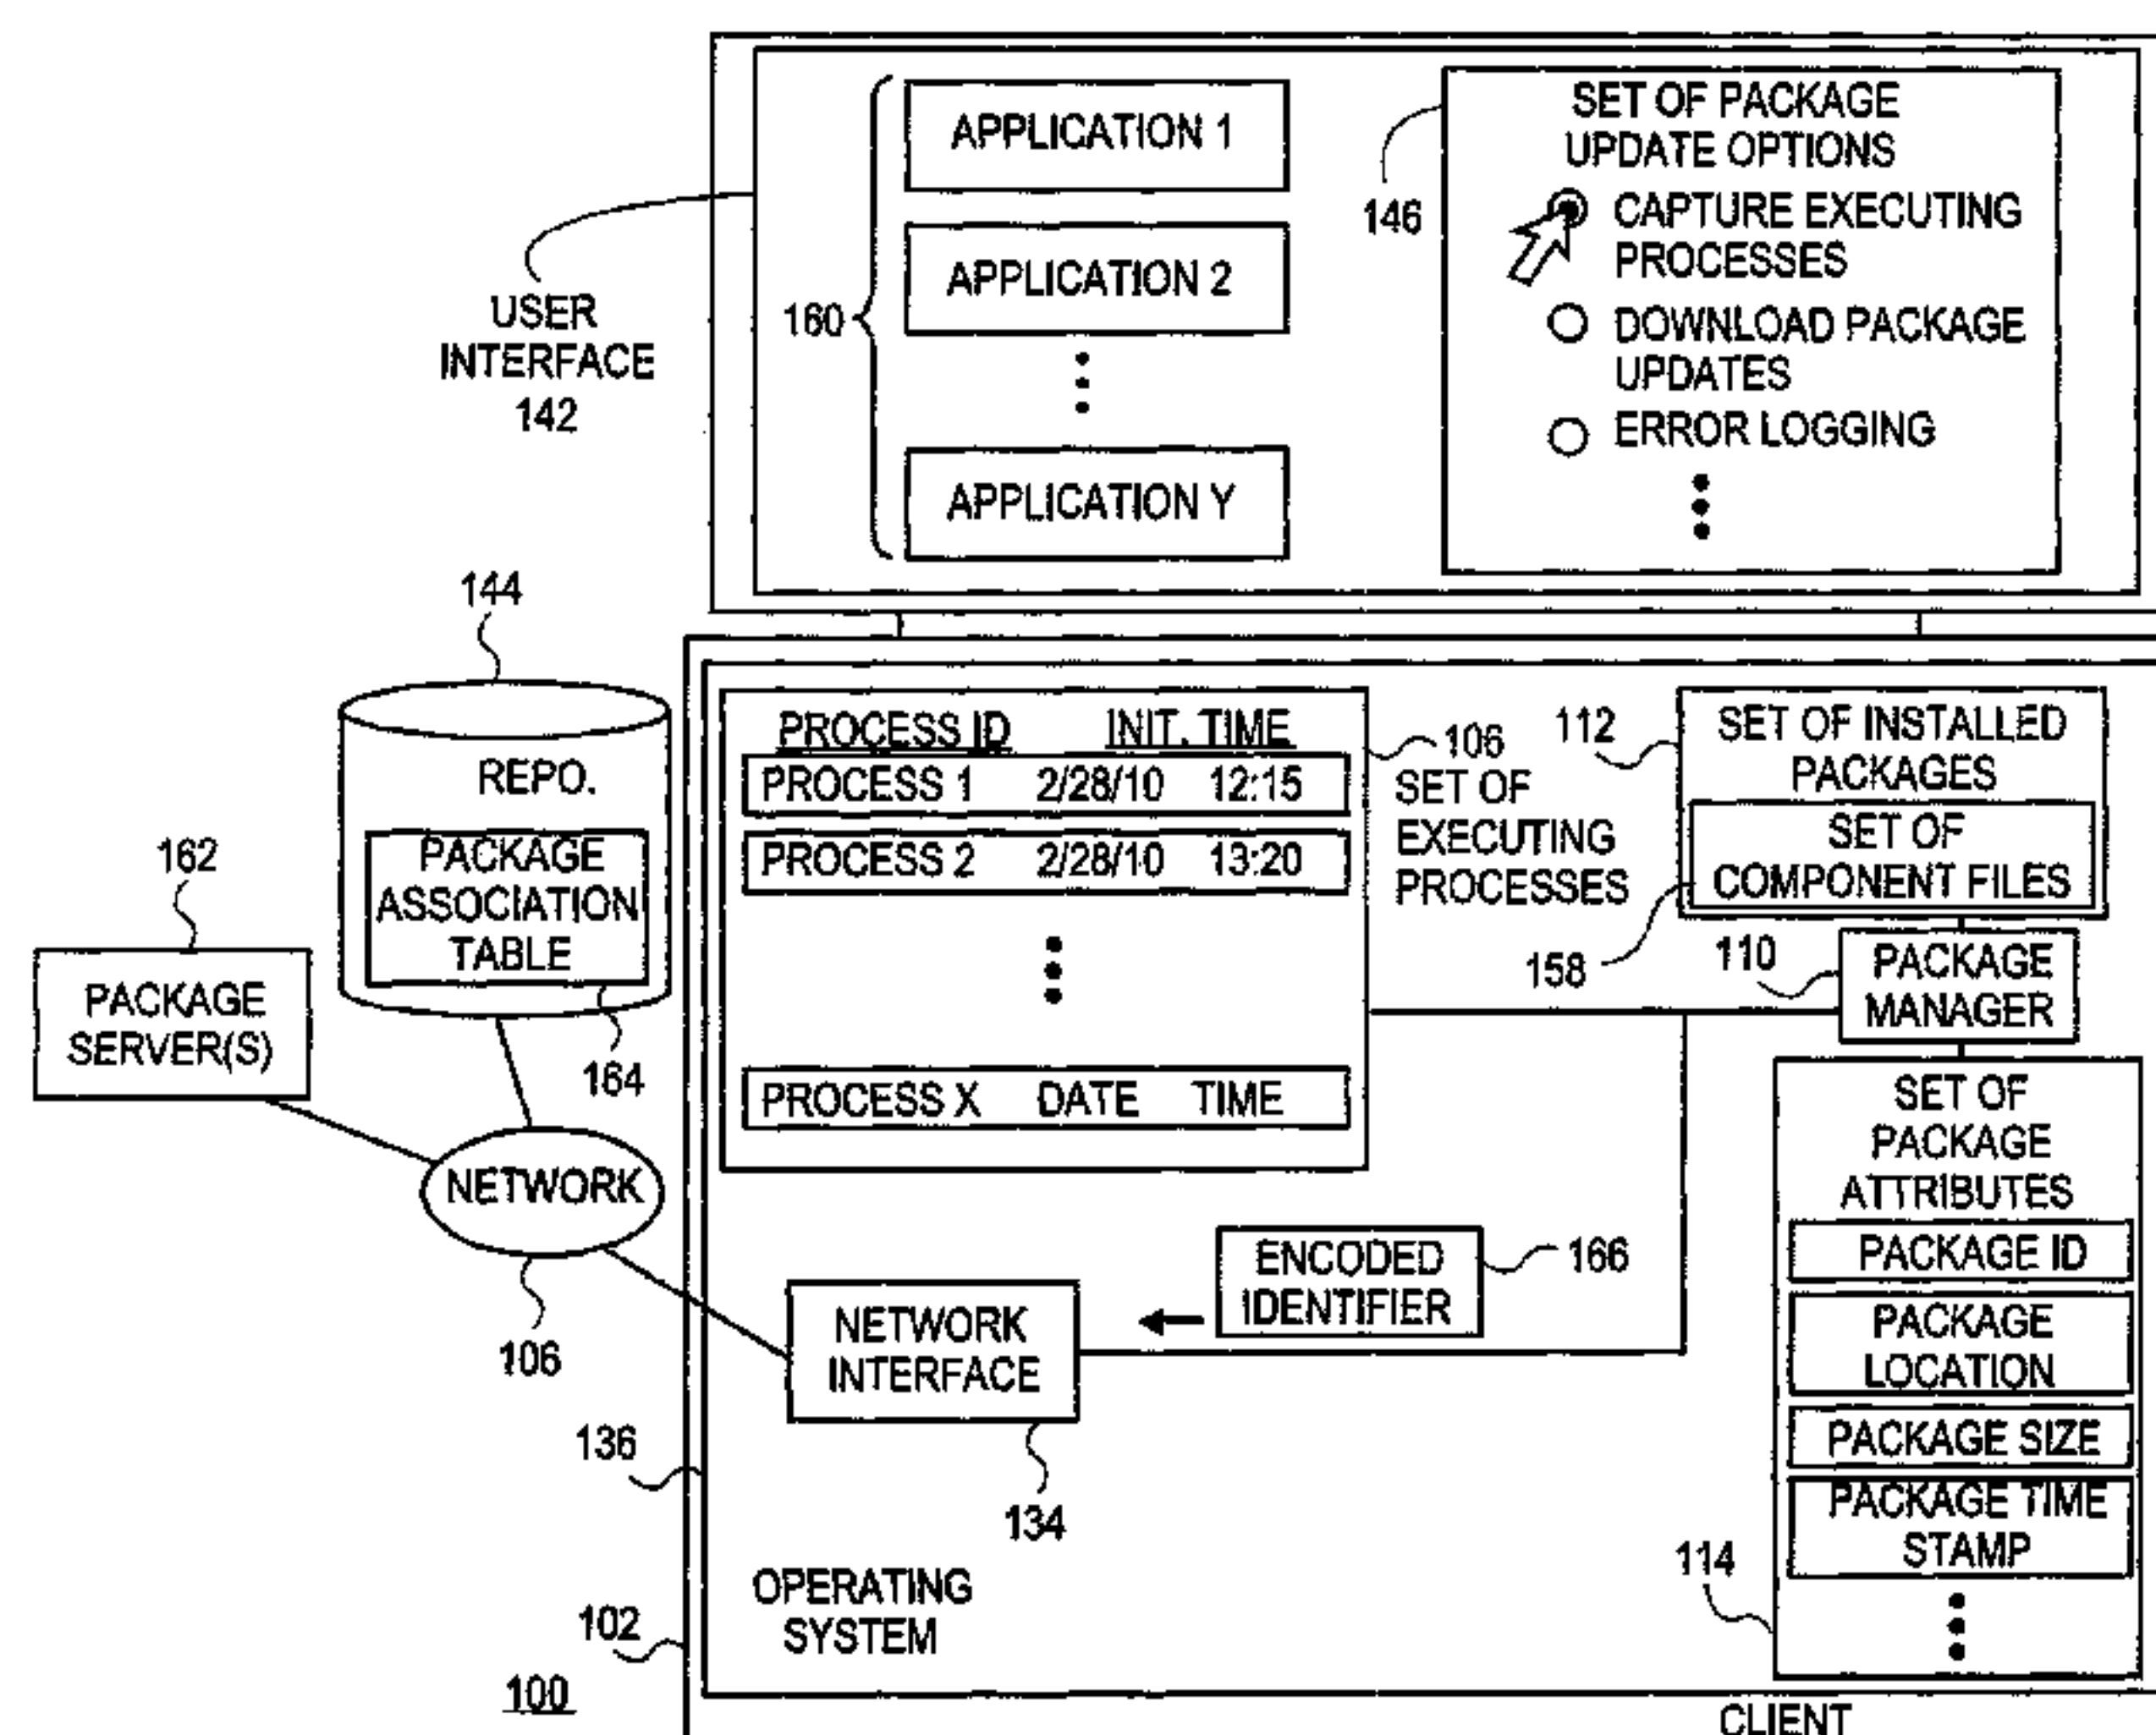 APPLICATION 1
APPLICATION 2
APPLICATION Y
160
USER
INTERFACE
142
146
SET OF PACKAGE
UPDATE OPTIONS
CAPTURE EXECUTING
PROCESSES
DOWNLOAD PACKAGE
UPDATES
ERROR LOGGING
144
REPO.
PACKAGE
ASSOCIATION
TABLE
164
162
PACKAGE
SERVER(S)
NETWORK
106
PROCESS ID INIT. TIME
PROCESS 1 2/28/10 12:15
PROCESS 2 2/28/10 13:20
PROCESS X DATE TIME
106
SET OF
EXECUTING
PROCESSES
112
SET OF INSTALLED
PACKAGES
SET OF
COMPONENT FILES
158
110
PACKAGE
MANAGER
SET OF
PACKAGE
ATTRIBUTES
PACKAGE ID
PACKAGE
LOCATION
PACKAGE SIZE
PACKAGE TIME
STAMP
114
ENCODED
IDENTIFIER
166
NETWORK
INTERFACE
134
136
OPERATING
SYSTEM
102
100
CLIENT